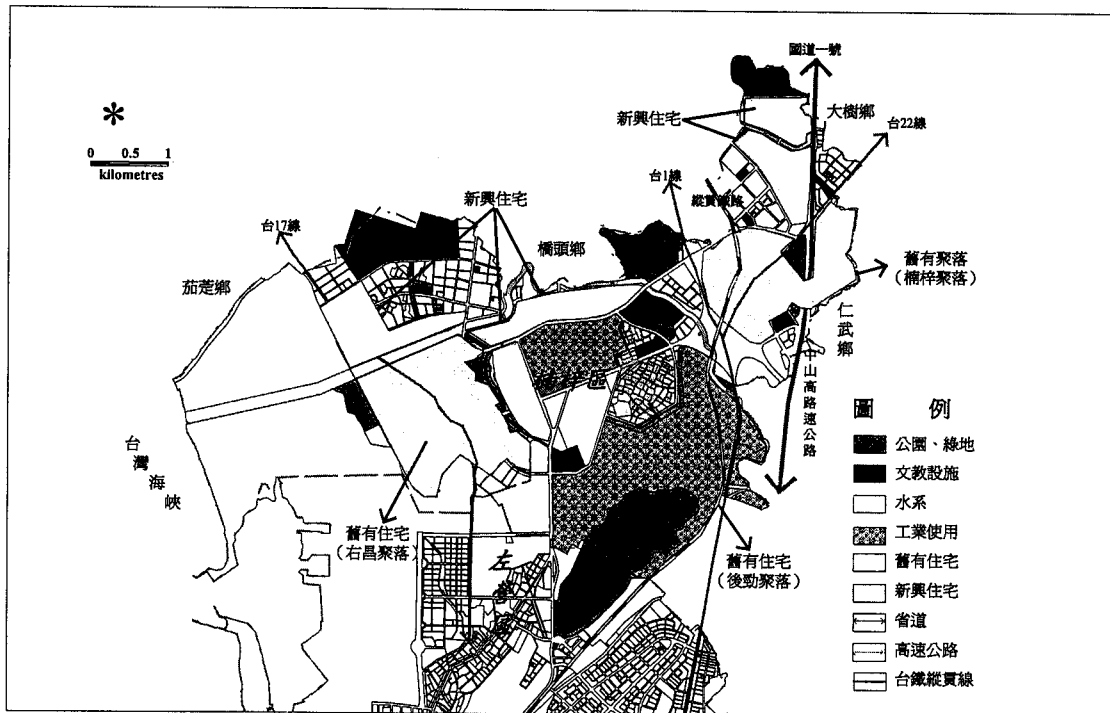 國道一號
大樹鄉
新興住宅
台22線
0 0.5 1
kilometres
台1線
縱貫鐵路
新興住宅
台17線
橋頭鄉
舊有聚落
(楠梓聚落)
茄萣鄉
仁武鄉
中山高路速公路
圖例
公園、綠地
文教設施
水系
工業使用
舊有住宅
新興住宅
省道
高速公路
台鐵縱貫線
台灣海峽
舊有住宅
(右昌聚落)
左營
舊有住宅
(後勁聚落)